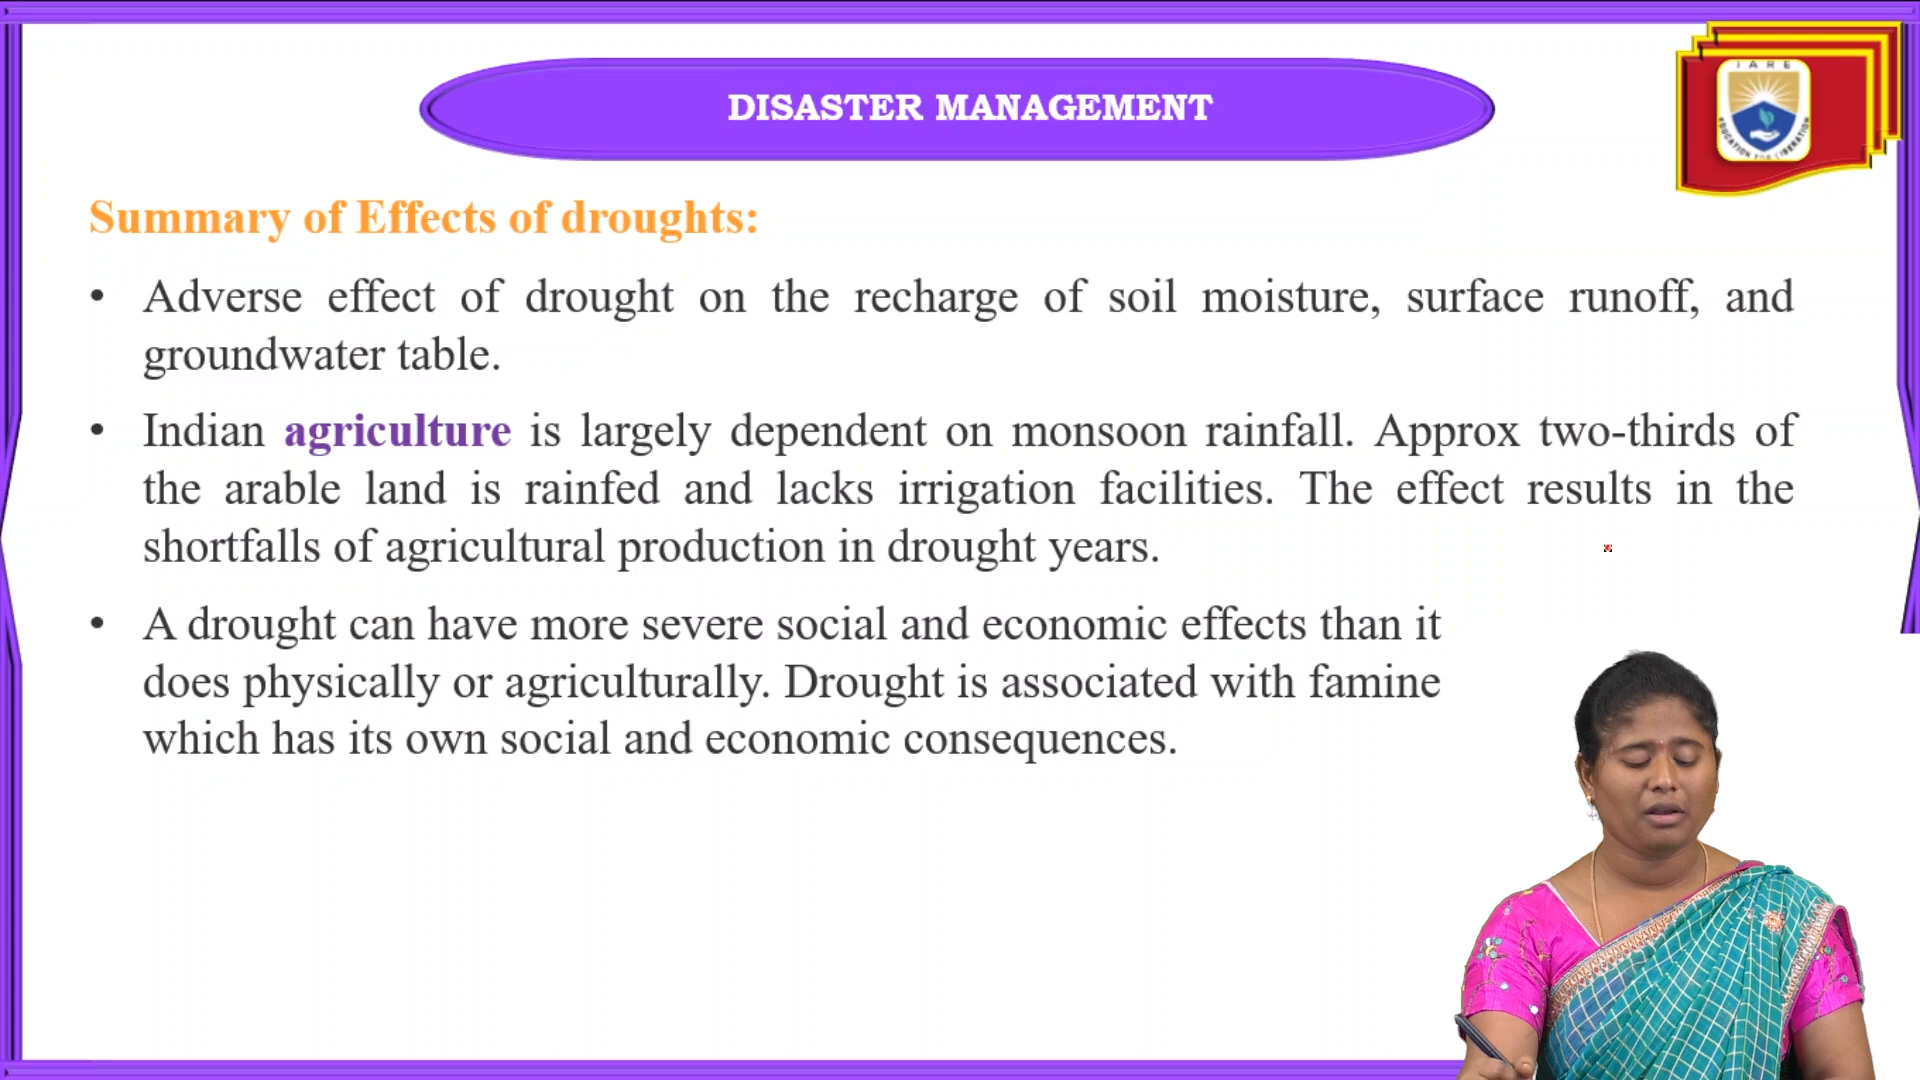 DISASTER MANAGEMENT
I A R E
EDUCATION FOR LIBERATION
Summary of Effects of droughts:
• Adverse effect of drought on the recharge of soil moisture, surface runoff, and
groundwater table.
• Indian agriculture is largely dependent on monsoon rainfall. Approx two-thirds of
the arable land is rainfed and lacks irrigation facilities. The effect results in the
shortfalls of agricultural production in drought years.
• A drought can have more severe social and economic effects than it
does physically or agriculturally. Drought is associated with famine
which has its own social and economic consequences.